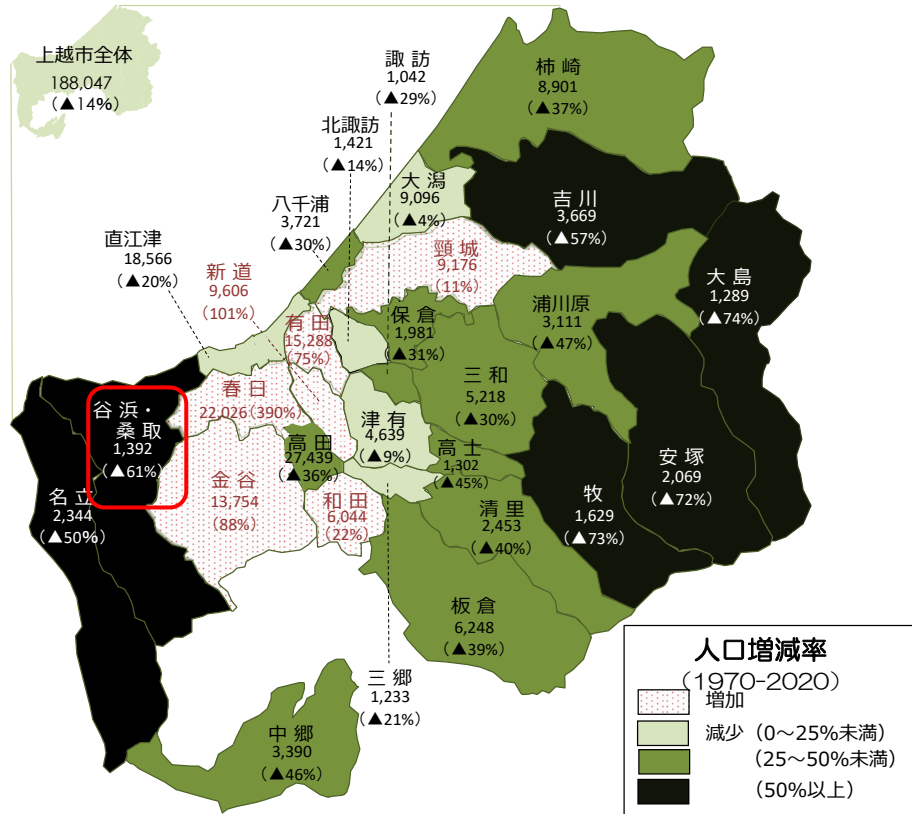 上越市全体
188,047
（▲14%）
諏訪
1,042
（▲29%）
柿崎
8,901
（▲37%）
北諏訪
1,421
（▲14%）
大潟
9,096
（▲4%）
吉川
3,669
（▲57%）
八千浦
3,721
（▲30%）
直江津
18,566
（▲20%）
新道
9,606
（101%）
頸城
9,176
（11%）
大島
1,289
（▲74%）
有田
15,288
（75%）
保倉
1,981
（▲31%）
浦川原
3,111
（▲47%）
三和
5,218
（▲30%）
春日
22,026（390%）
谷浜・
桑取
1,392
（▲61%）
津有
4,639
（▲9%）
高田
27,439
（▲36%）
高士
1,302
（▲45%）
安塚
2,069
（▲72%）
金谷
13,754
（88%）
名立
2,344
（▲50%）
和田
6,044
（22%）
清里
2,453
（▲40%）
牧
1,629
（▲73%）
板倉
6,248
（▲39%）
三郷
1,233
（▲21%）
中郷
3,390
（▲46%）
人口増減率
（1970-2020）
増加
減少（0～25%未満）
（25～50%未満）
（50%以上）